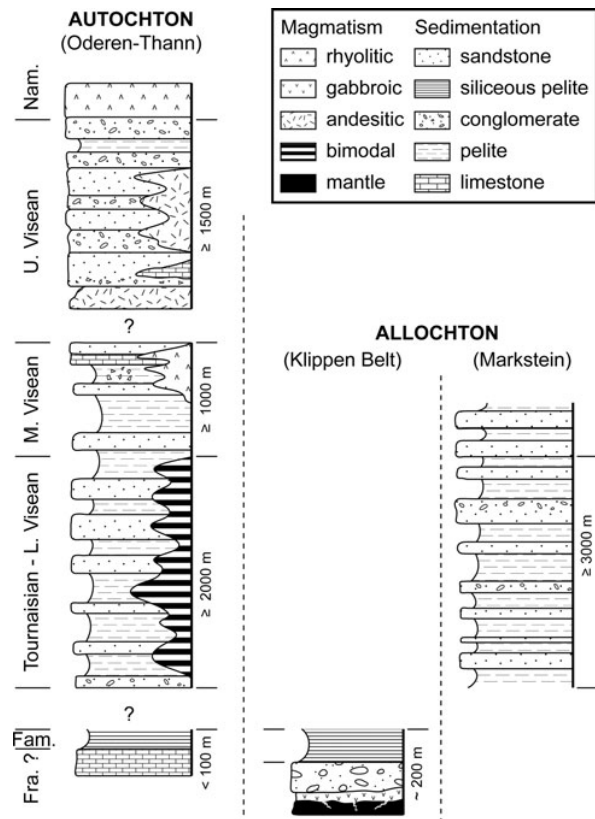 AUTOCHTON
(Oderen-Thann)
Magmatism
rhyolitic
gabbroic
andesitic
bimodal
mantle
Sedimentation
sandstone
siliceous pelite
conglomerate
pelite
limestone
Nam.
U. Visean
≥ 1500 m
?
M. Visean
≥ 1000 m
Tournaisian - L. Visean
≥ 2000 m
?
Fam.
Fra. ?
< 100 m
ALLOCHTON
(Klippen Belt)
(Markstein)
~ 200 m
≥ 3000 m